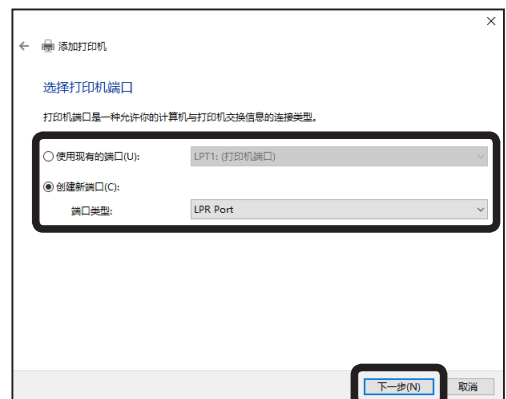 添加打印机
选择打印机端口
打印机端口是一种允许你的计算机与打印机交换信息的连接类型。
使用现有的端口(U): LPT1: (打印机端口)
创建新端口(C):
端口类型: LPR Port
下一步(N) 取消